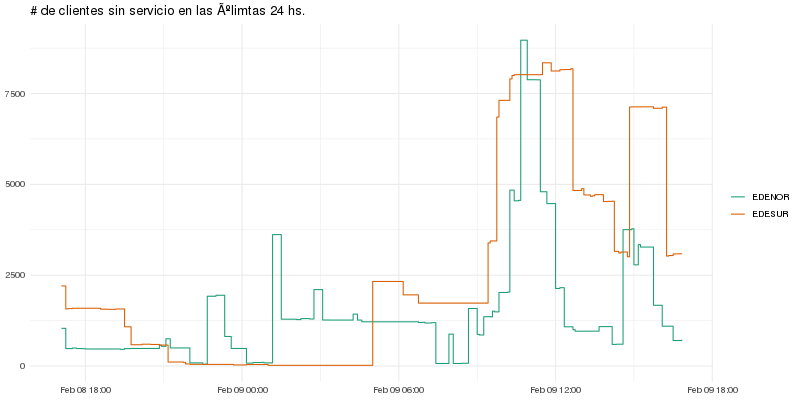 # de clientes sin servicio en las Ãºlimtas 24 hs.
7500
5000
2500
0
Feb 08 18:00
Feb 09 00:00
Feb 09 06:00
Feb 09 12:00
Feb 09 18:00
EDENOR
EDESUR